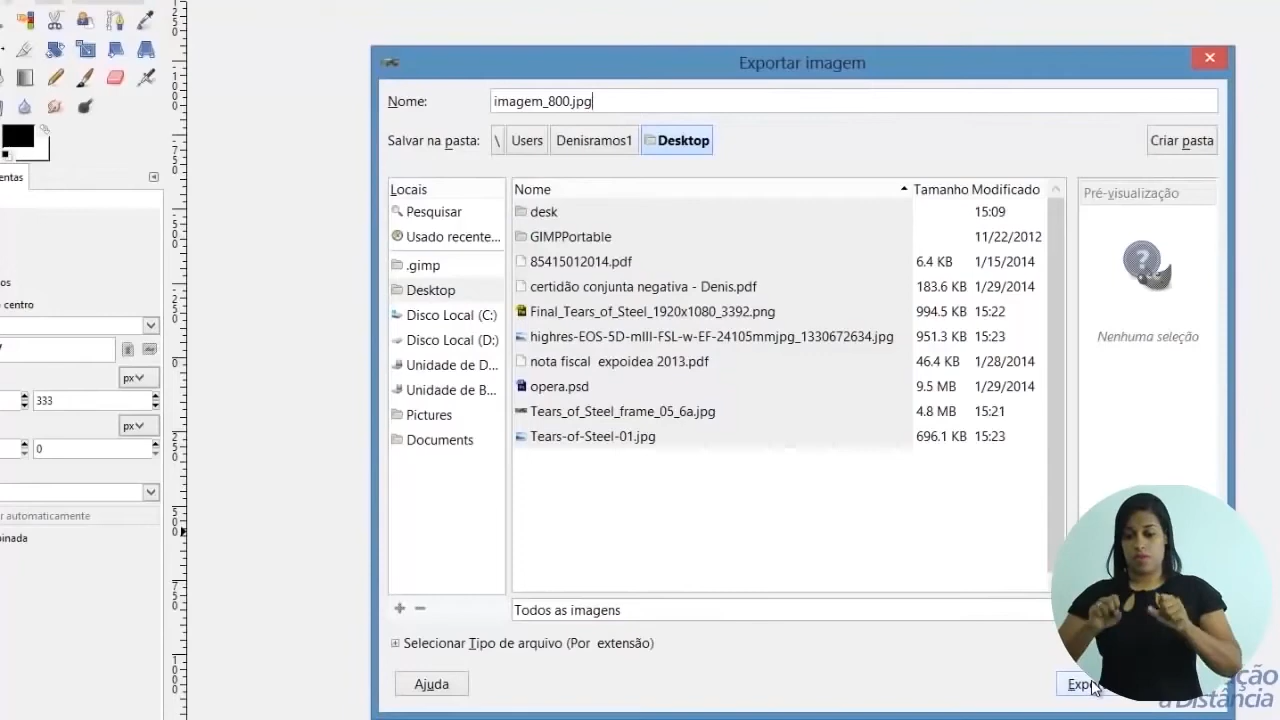 Exportar imagem
Nome: imagem_800.jpg
Salvar na pasta: \ Users Denisramos1 Desktop Criar pasta
Locais
Pesquisar
Usado recente...
.gimp
Desktop
Disco Local (C:)
Disco Local (D:)
Unidade de D...
Unidade de B...
Pictures
Documents
Nome Tamanho Modificado
desk 15:09
GIMPPortable 11/22/2012
85415012014.pdf 6.4 KB 1/15/2014
certidão conjunta negativa - Denis.pdf 183.6 KB 1/29/2014
Final_Tears_of_Steel_1920x1080_3392.png 994.5 KB 15:22
highres-EOS-5D-mIII-FSL-w-EF-24105mmjpg_1330672634.jpg 951.3 KB 15:23
nota fiscal expoidea 2013.pdf 46.4 KB 1/28/2014
opera.psd 9.5 MB 1/29/2014
Tears_of_Steel_frame_05_6a.jpg 4.8 MB 15:21
Tears-of-Steel-01.jpg 696.1 KB 15:23
Pré-visualização
Nenhuma seleção
Todos as imagens
Selecionar Tipo de arquivo (Por extensão)
Ajuda
Exp
entas
os
centro
px
333
px
0
r automaticamente
inada
ção
a Distância